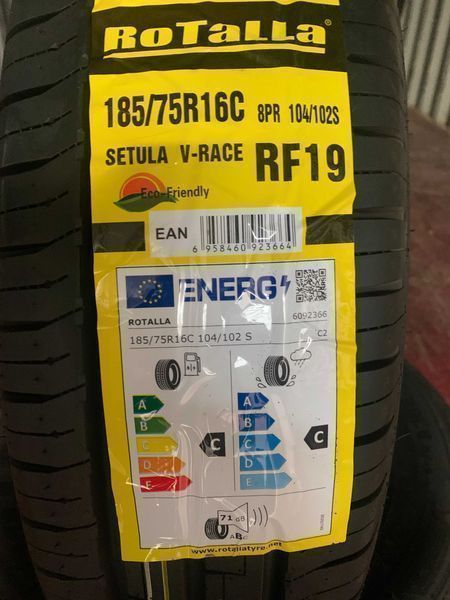 RoTaLLa
®
185/75R16C 8PR 104/102S
SETULA V-RACE RF19
Eco-Friendly
EAN
6 958460 923664
ENERG
ROTALLA 6092366
185/75R16C 104/102 S C2
A A
B B
C C C C
D D
E E
71 dB
ABC
www.rotallatyre.net